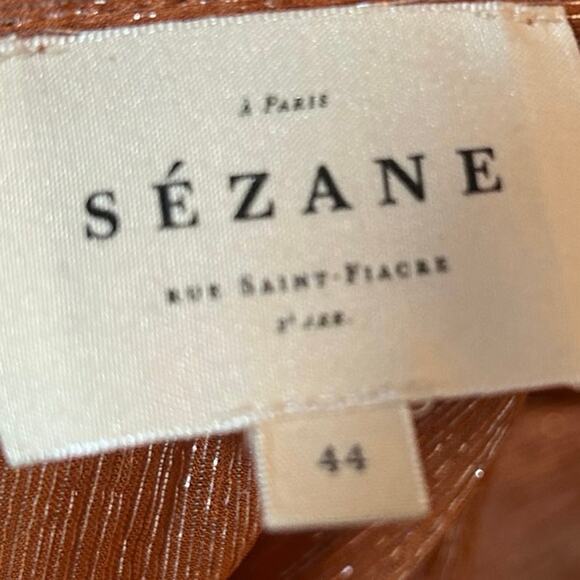 À PARIS
SÉZANE
RUE SAINT-FIACRE
2E ARR.
44